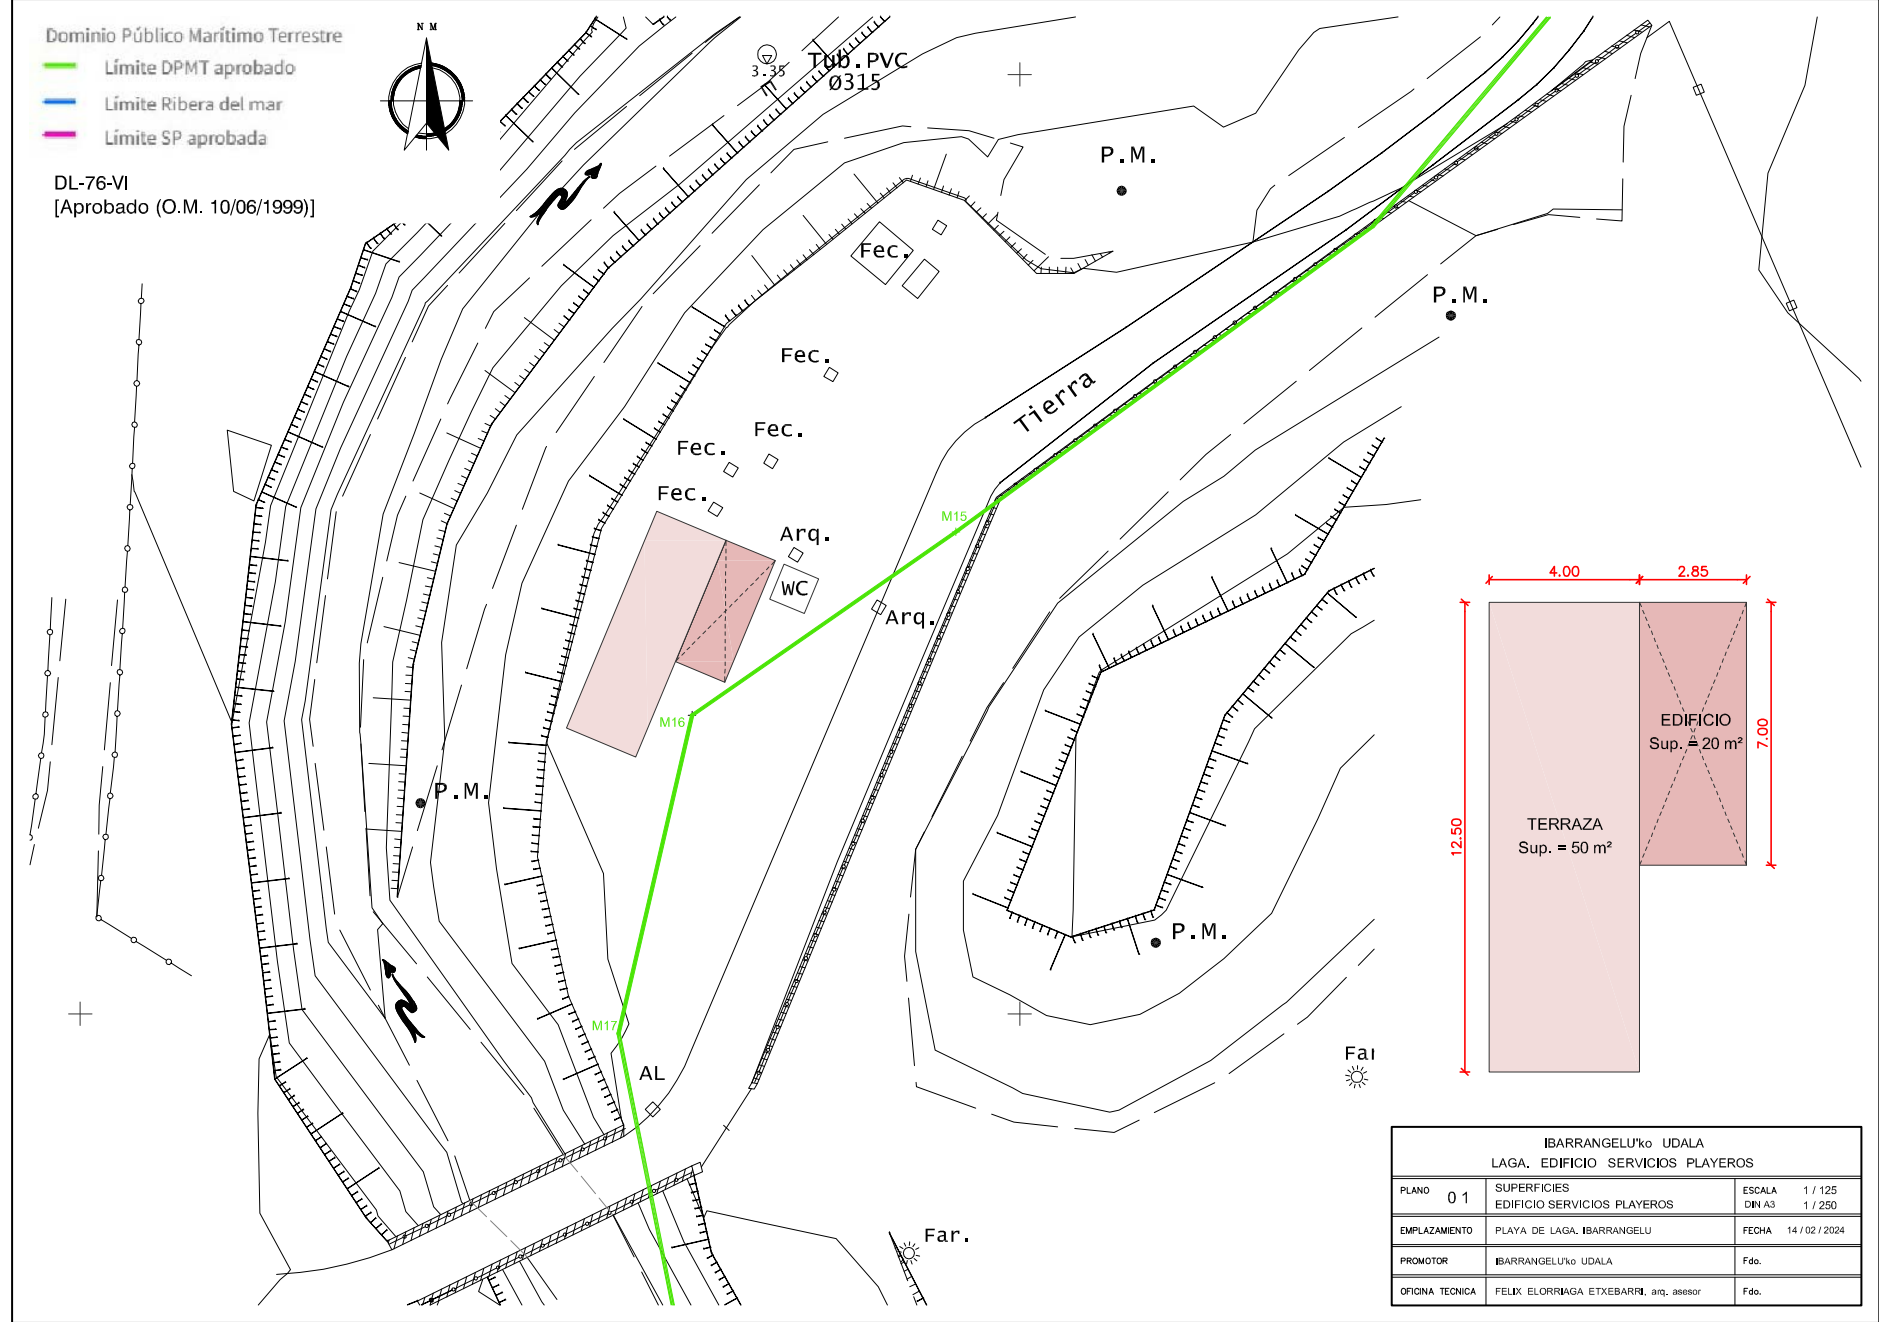 Dominio Público Marítimo Terrestre
Límite DPMT aprobado
Límite Ribera del mar
Límite SP aprobada
DL-76-VI
[Aprobado (O.M. 10/06/1999)]
N M
3.35
Tub.PVC
Ø315
P.M.
Fec.
P.M.
Fec.
Tierra
Fec.
Fec.
Fec.
M15
Arq.
WC
Arq.
M16
P.M.
P.M.
M17
AL
Far
Far.
4.00
2.85
12.50
7.00
EDIFICIO
Sup. = 20 m²
TERRAZA
Sup. = 50 m²
IBARRANGELU'ko UDALA
LAGA. EDIFICIO SERVICIOS PLAYEROS
PLANO 01
SUPERFICIES
EDIFICIO SERVICIOS PLAYEROS
ESCALA 1 / 125
DIN A3 1 / 250
EMPLAZAMIENTO PLAYA DE LAGA. IBARRANGELU FECHA 14 / 02 / 2024
PROMOTOR IBARRANGELU'ko UDALA Fdo.
OFICINA TECNICA FELIX ELORRIAGA ETXEBARRI, arq. asesor Fdo.